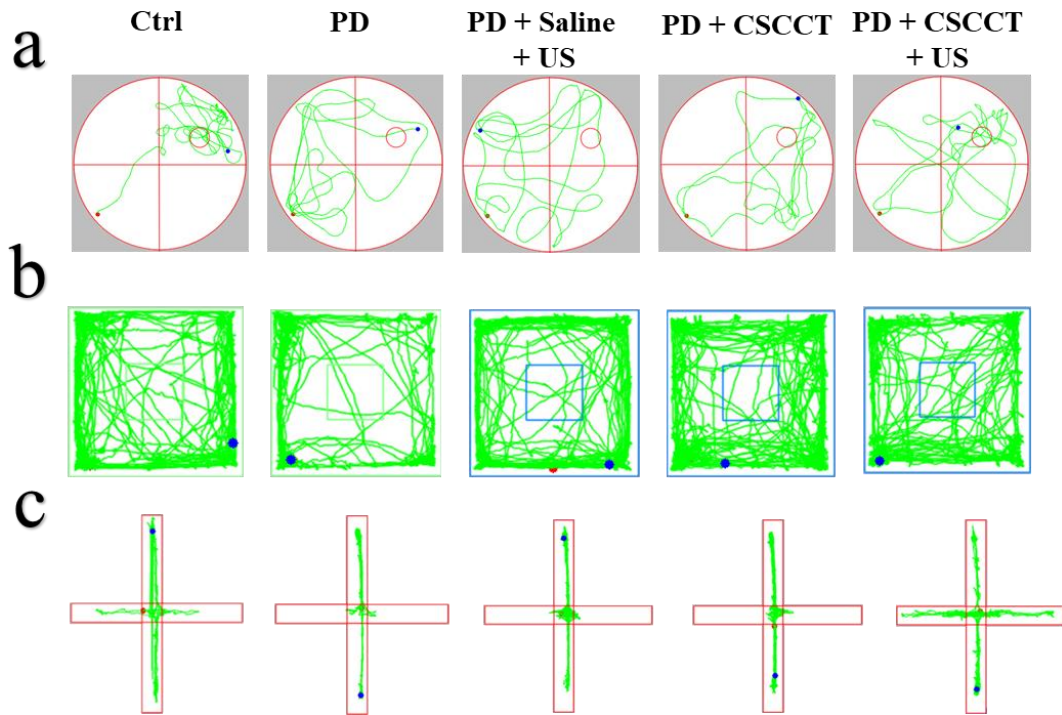 a
Ctrl
PD
PD + Saline
+ US
PD + CSCCT
PD + CSCCT
+ US
b
c